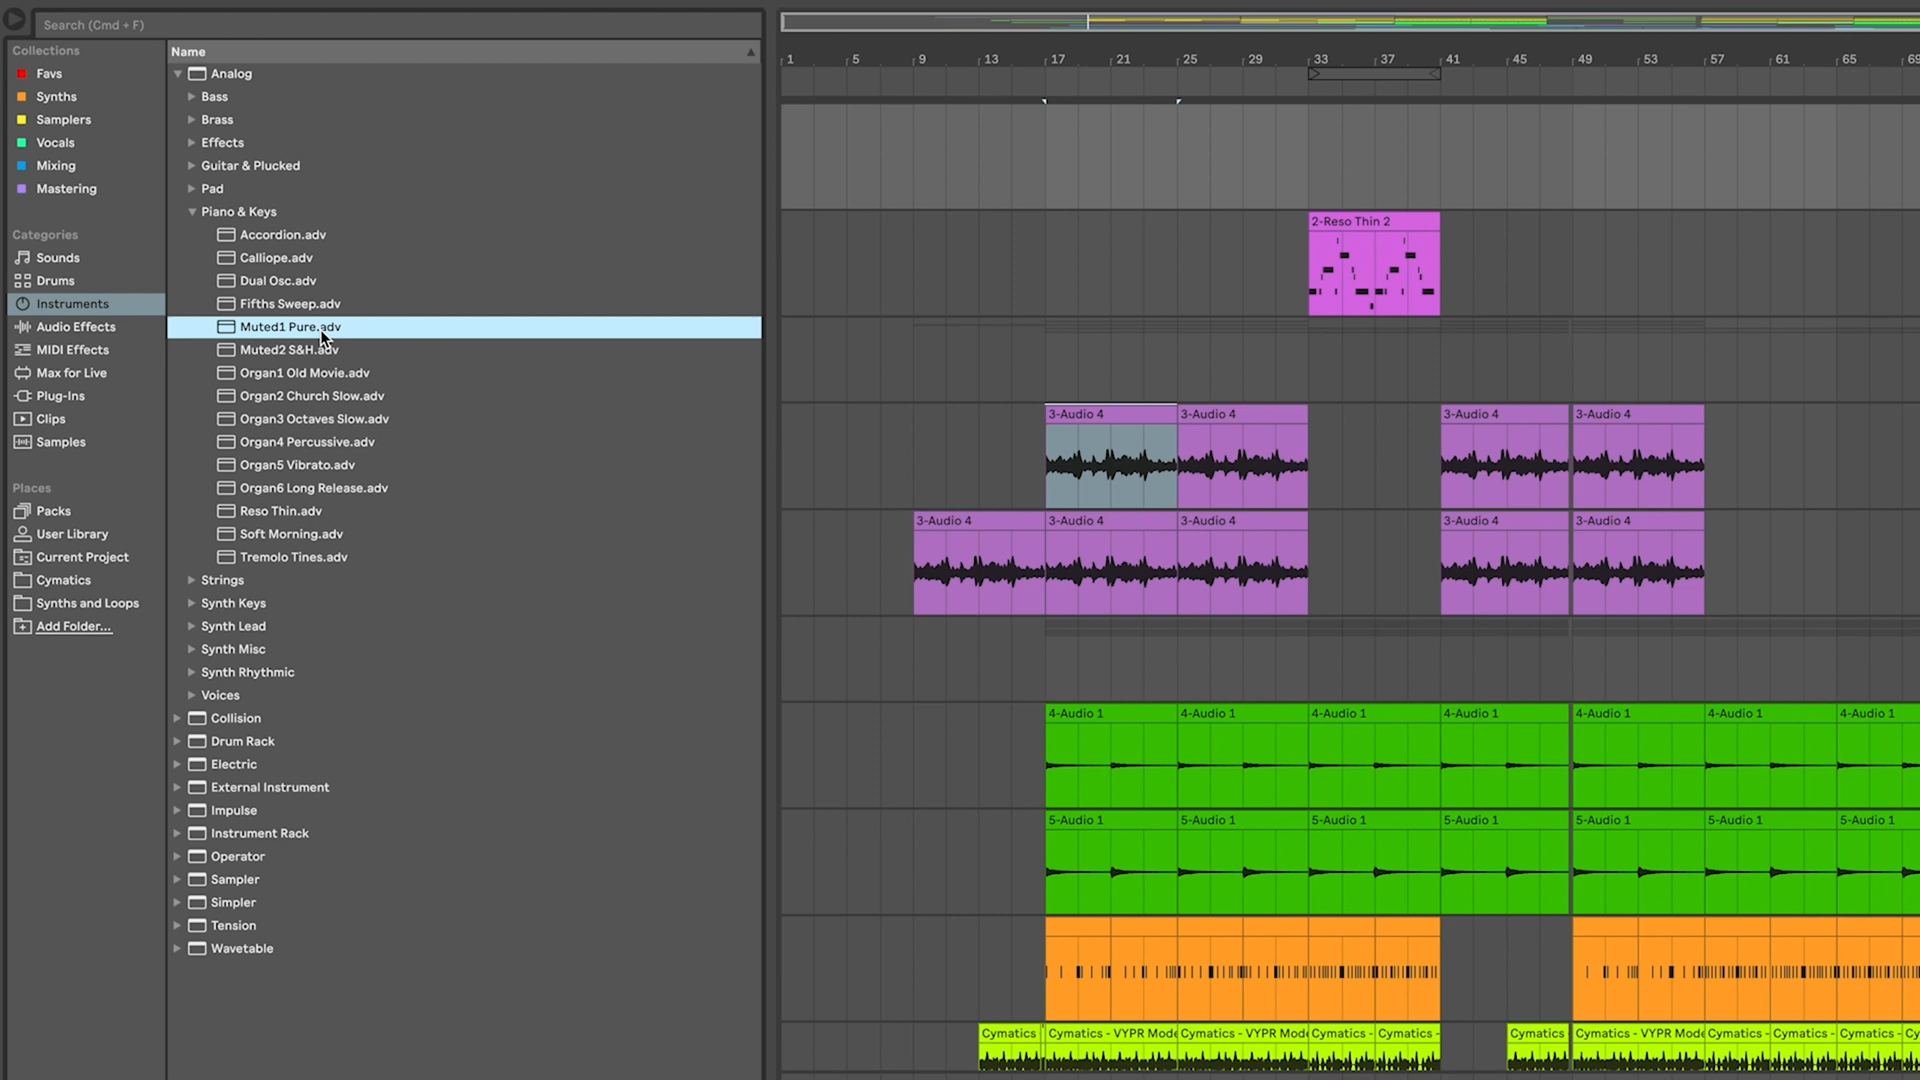 Search (Cmd + F)
Collections
Favs
Synths
Samplers
Vocals
Mixing
Mastering
Categories
Sounds
Drums
Instruments
Audio Effects
MIDI Effects
Max for Live
Plug-Ins
Clips
Samples
Places
Packs
User Library
Current Project
Cymatics
Synths and Loops
Add Folder...
Name
Analog
Bass
Brass
Effects
Guitar & Plucked
Pad
Piano & Keys
Accordion.adv
Calliope.adv
Dual Osc.adv
Fifths Sweep.adv
Muted1 Pure.adv
Muted2 S&H.adv
Organ1 Old Movie.adv
Organ2 Church Slow.adv
Organ3 Octaves Slow.adv
Organ4 Percussive.adv
Organ5 Vibrato.adv
Organ6 Long Release.adv
Reso Thin.adv
Soft Morning.adv
Tremolo Tines.adv
Strings
Synth Keys
Synth Lead
Synth Misc
Synth Rhythmic
Voices
Collision
Drum Rack
Electric
External Instrument
Impulse
Instrument Rack
Operator
Sampler
Simpler
Tension
Wavetable
1 5 9 13 17 21 25 29 33 37 41 45 49 53 57 61 65 69
2-Reso Thin 2
3-Audio 4 3-Audio 4 3-Audio 4 3-Audio 4
3-Audio 4 3-Audio 4 3-Audio 4 3-Audio 4 3-Audio 4
4-Audio 1 4-Audio 1 4-Audio 1 4-Audio 1 4-Audio 1 4-Audio 1 4-Audio 1
5-Audio 1 5-Audio 1 5-Audio 1 5-Audio 1 5-Audio 1 5-Audio 1 5-Audio 1
Cymatics Cymatics - VYPR Mode Cymatics - VYPR Mode Cymatics - Cymatics - Cymatics Cymatics - VYPR Mode Cymatics - Cymatics - Cymatics - Cy